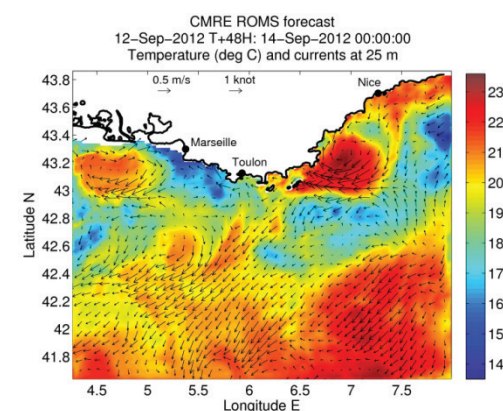 CMRE ROMS forecast
12-Sep-2012 T+48H: 14-Sep-2012 00:00:00
Temperature (deg C) and currents at 25 m
0.5 m/s
1 knot
Nice
Marseille
Toulon
43.8
43.6
43.4
43.2
43
42.8
42.6
42.4
42.2
42
41.8
Latitude N
4.5
5
5.5
6
6.5
7
7.5
Longitude E
23
22
21
20
19
18
17
16
15
14